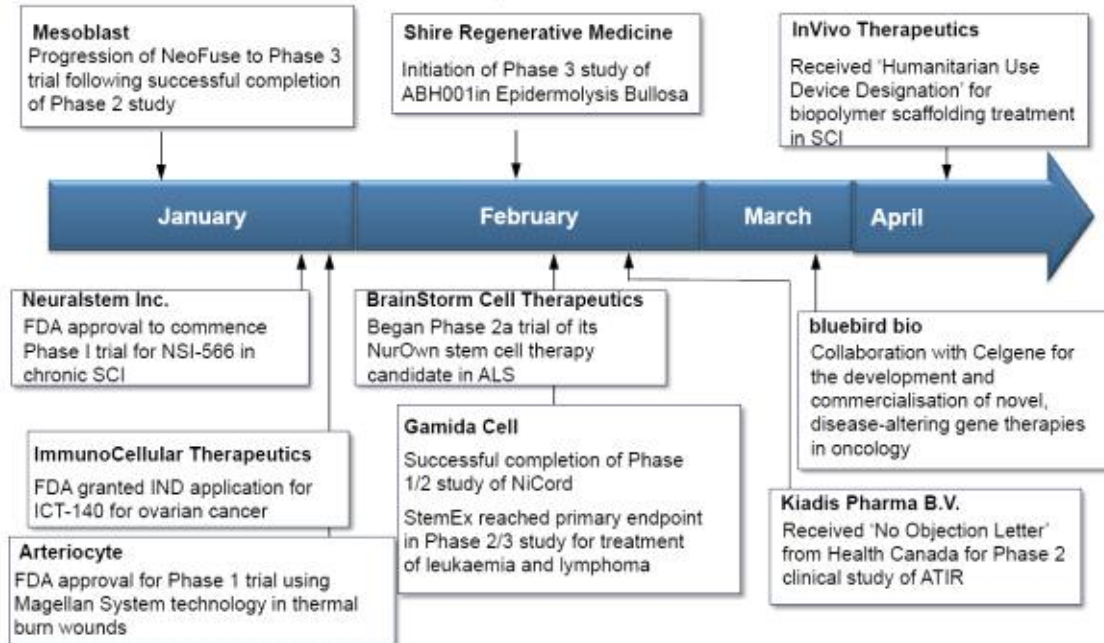 Mesoblast
Progression of NeoFuse to Phase 3
trial following successful completion
of Phase 2 study
Shire Regenerative Medicine
Initiation of Phase 3 study of
ABH001in Epidermolysis Bullosa
InVivo Therapeutics
Received ‘Humanitarian Use
Device Designation’ for
biopolymer scaffolding treatment
in SCI
January
February
March
April
Neuralstem Inc.
FDA approval to commence
Phase I trial for NSI-566 in
chronic SCI
BrainStorm Cell Therapeutics
Began Phase 2a trial of its
NurOwn stem cell therapy
candidate in ALS
bluebird bio
Collaboration with Celgene for
the development and
commercialisation of novel,
disease-altering gene therapies
in oncology
ImmunoCellular Therapeutics
FDA granted IND application for
ICT-140 for ovarian cancer
Gamida Cell
Successful completion of Phase
1/2 study of NiCord
StemEx reached primary endpoint
in Phase 2/3 study for treatment
of leukaemia and lymphoma
Kiadis Pharma B.V.
Received ‘No Objection Letter’
from Health Canada for Phase 2
clinical study of ATIR
Arteriocyte
FDA approval for Phase 1 trial using
Magellan System technology in thermal
burn wounds